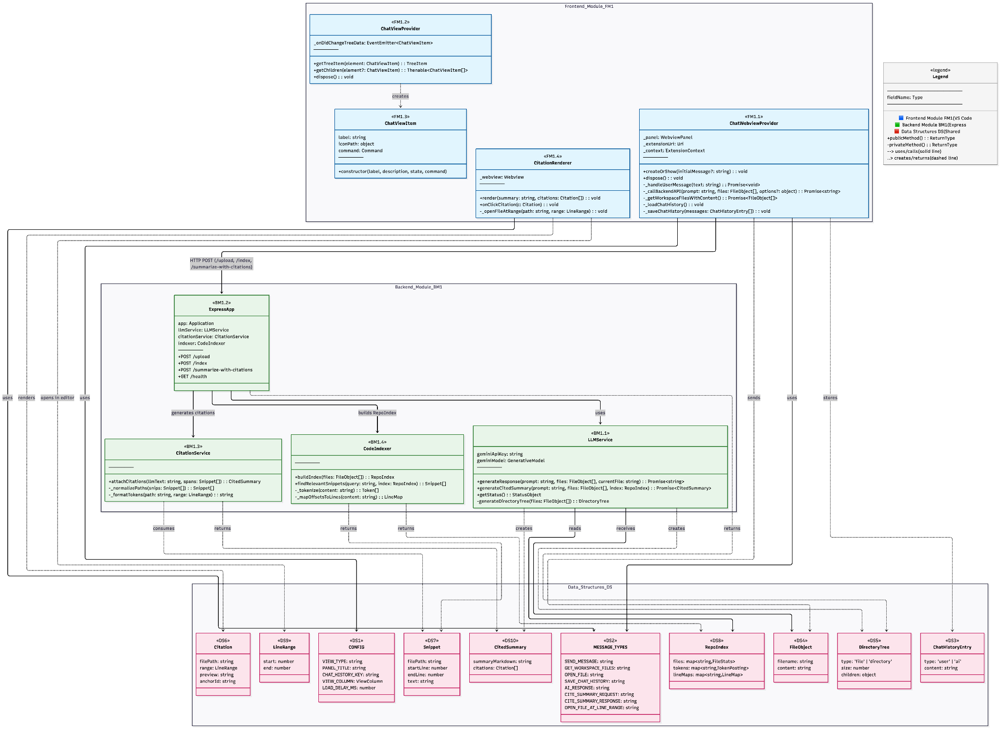 Frontend_Module_FM1
«FM1.2»
ChatViewProvider
_onDidChangeTreeData: EventEmitter<ChatViewItem>
+getTreeItem(element: ChatViewItem) : : TreeItem
+getChildren(element?: ChatViewItem) : : Thenable<ChatViewItem[]>
+dispose() : : void
creates
«FM1.3»
ChatViewItem
label: string
iconPath: object
command: Command
+constructor(label, description, state, command)
«FM1.4»
CitationRenderer
_webview: Webview
+render(summary: string, citations: Citation[]) : : void
+onClickCitation(c: Citation) : : void
-_openFileAtRange(path: string, range: LineRange) : : void
«FM1.1»
ChatWebviewProvider
_panel: WebviewPanel
_extensionUri: Uri
_context: ExtensionContext
+createOrShow(initialMessage?: string) : : void
+dispose() : : void
-_handleUserMessage(text: string) : : Promise<void>
-_callBackendAPI(prompt: string, files: FileObject[], options?: object) : : Promise<string>
-_getWorkspaceFilesWithContent() : : Promise<FileObject[]>
-_loadChatHistory() : : void
-_saveChatHistory(messages: ChatHistoryEntry[]) : : void
«legend»
Legend
fieldName: Type
Frontend Module FM1(VS Code
Backend Module BM1(Express
Data Structures DS(Shared
+publicMethod() : : ReturnType
-privateMethod() : : ReturnType
--> uses/calls(solid line)
..> creates/returns(dashed line)
HTTP POST (/upload, /index,
/summarize-with-citations)
Backend_Module_BM1
«BM1.2»
ExpressApp
app: Application
llmService: LLMService
citationService: CitationService
indexer: CodeIndexer
+POST /upload
+POST /index
+POST /summarize-with-citations
+GET /health
uses
renders
opens in editor
uses
sends
uses
stores
generates citations
builds RepoIndex
uses
«BM1.3»
CitationService
+attachCitations(llmText: string, spans: Snippet[]) : : CitedSummary
-_normalizePaths(snips: Snippet[]) : : Snippet[]
-_formatTokens(path: string, range: LineRange) : : string
«BM1.4»
CodeIndexer
+buildIndex(files: FileObject[]) : : RepoIndex
+findRelevantSnippets(query: string, index: RepoIndex) : : Snippet[]
-_tokenize(content: string) : : Token[]
-_mapOffsetsToLines(content: string) : : LineMap
«BM1.1»
LLMService
geminiApiKey: string
geminiModel: GenerativeModel
+generateResponse(prompt: string, files: FileObject[], currentFile: string) : : Promise<string>
+generateCitedSummary(prompt: string, files: FileObject[], index: RepoIndex) : : Promise<CitedSummary>
+getStatus() : : StatusObject
-generateDirectoryTree(files: FileObject[]) : : DirectoryTree
consumes
returns
returns
returns
creates
reads
receives
creates
returns
Data_Structures_DS
«DS6»
Citation
filePath: string
range: LineRange
preview: string
anchorId: string
«DS9»
LineRange
start: number
end: number
«DS1»
CONFIG
VIEW_TYPE: string
PANEL_TITLE: string
CHAT_HISTORY_KEY: string
VIEW_COLUMN: ViewColumn
LOAD_DELAY_MS: number
«DS7»
Snippet
filePath: string
startLine: number
endLine: number
text: string
«DS10»
CitedSummary
summaryMarkdown: string
citations: Citation[]
«DS2»
MESSAGE_TYPES
SEND_MESSAGE: string
GET_WORKSPACE_FILES: string
OPEN_FILE: string
SAVE_CHAT_HISTORY: string
AI_RESPONSE: string
CITE_SUMMARY_REQUEST: string
CITE_SUMMARY_RESPONSE: string
OPEN_FILE_AT_LINE_RANGE: string
«DS8»
RepoIndex
files: map<string,FileStats>
tokens: map<string,TokenPosting>
lineMaps: map<string,LineMap>
«DS4»
FileObject
filename: string
content: string
«DS5»
DirectoryTree
type: 'file' | 'directory'
size: number
children: object
«DS3»
ChatHistoryEntry
type: 'user' | 'ai'
content: string